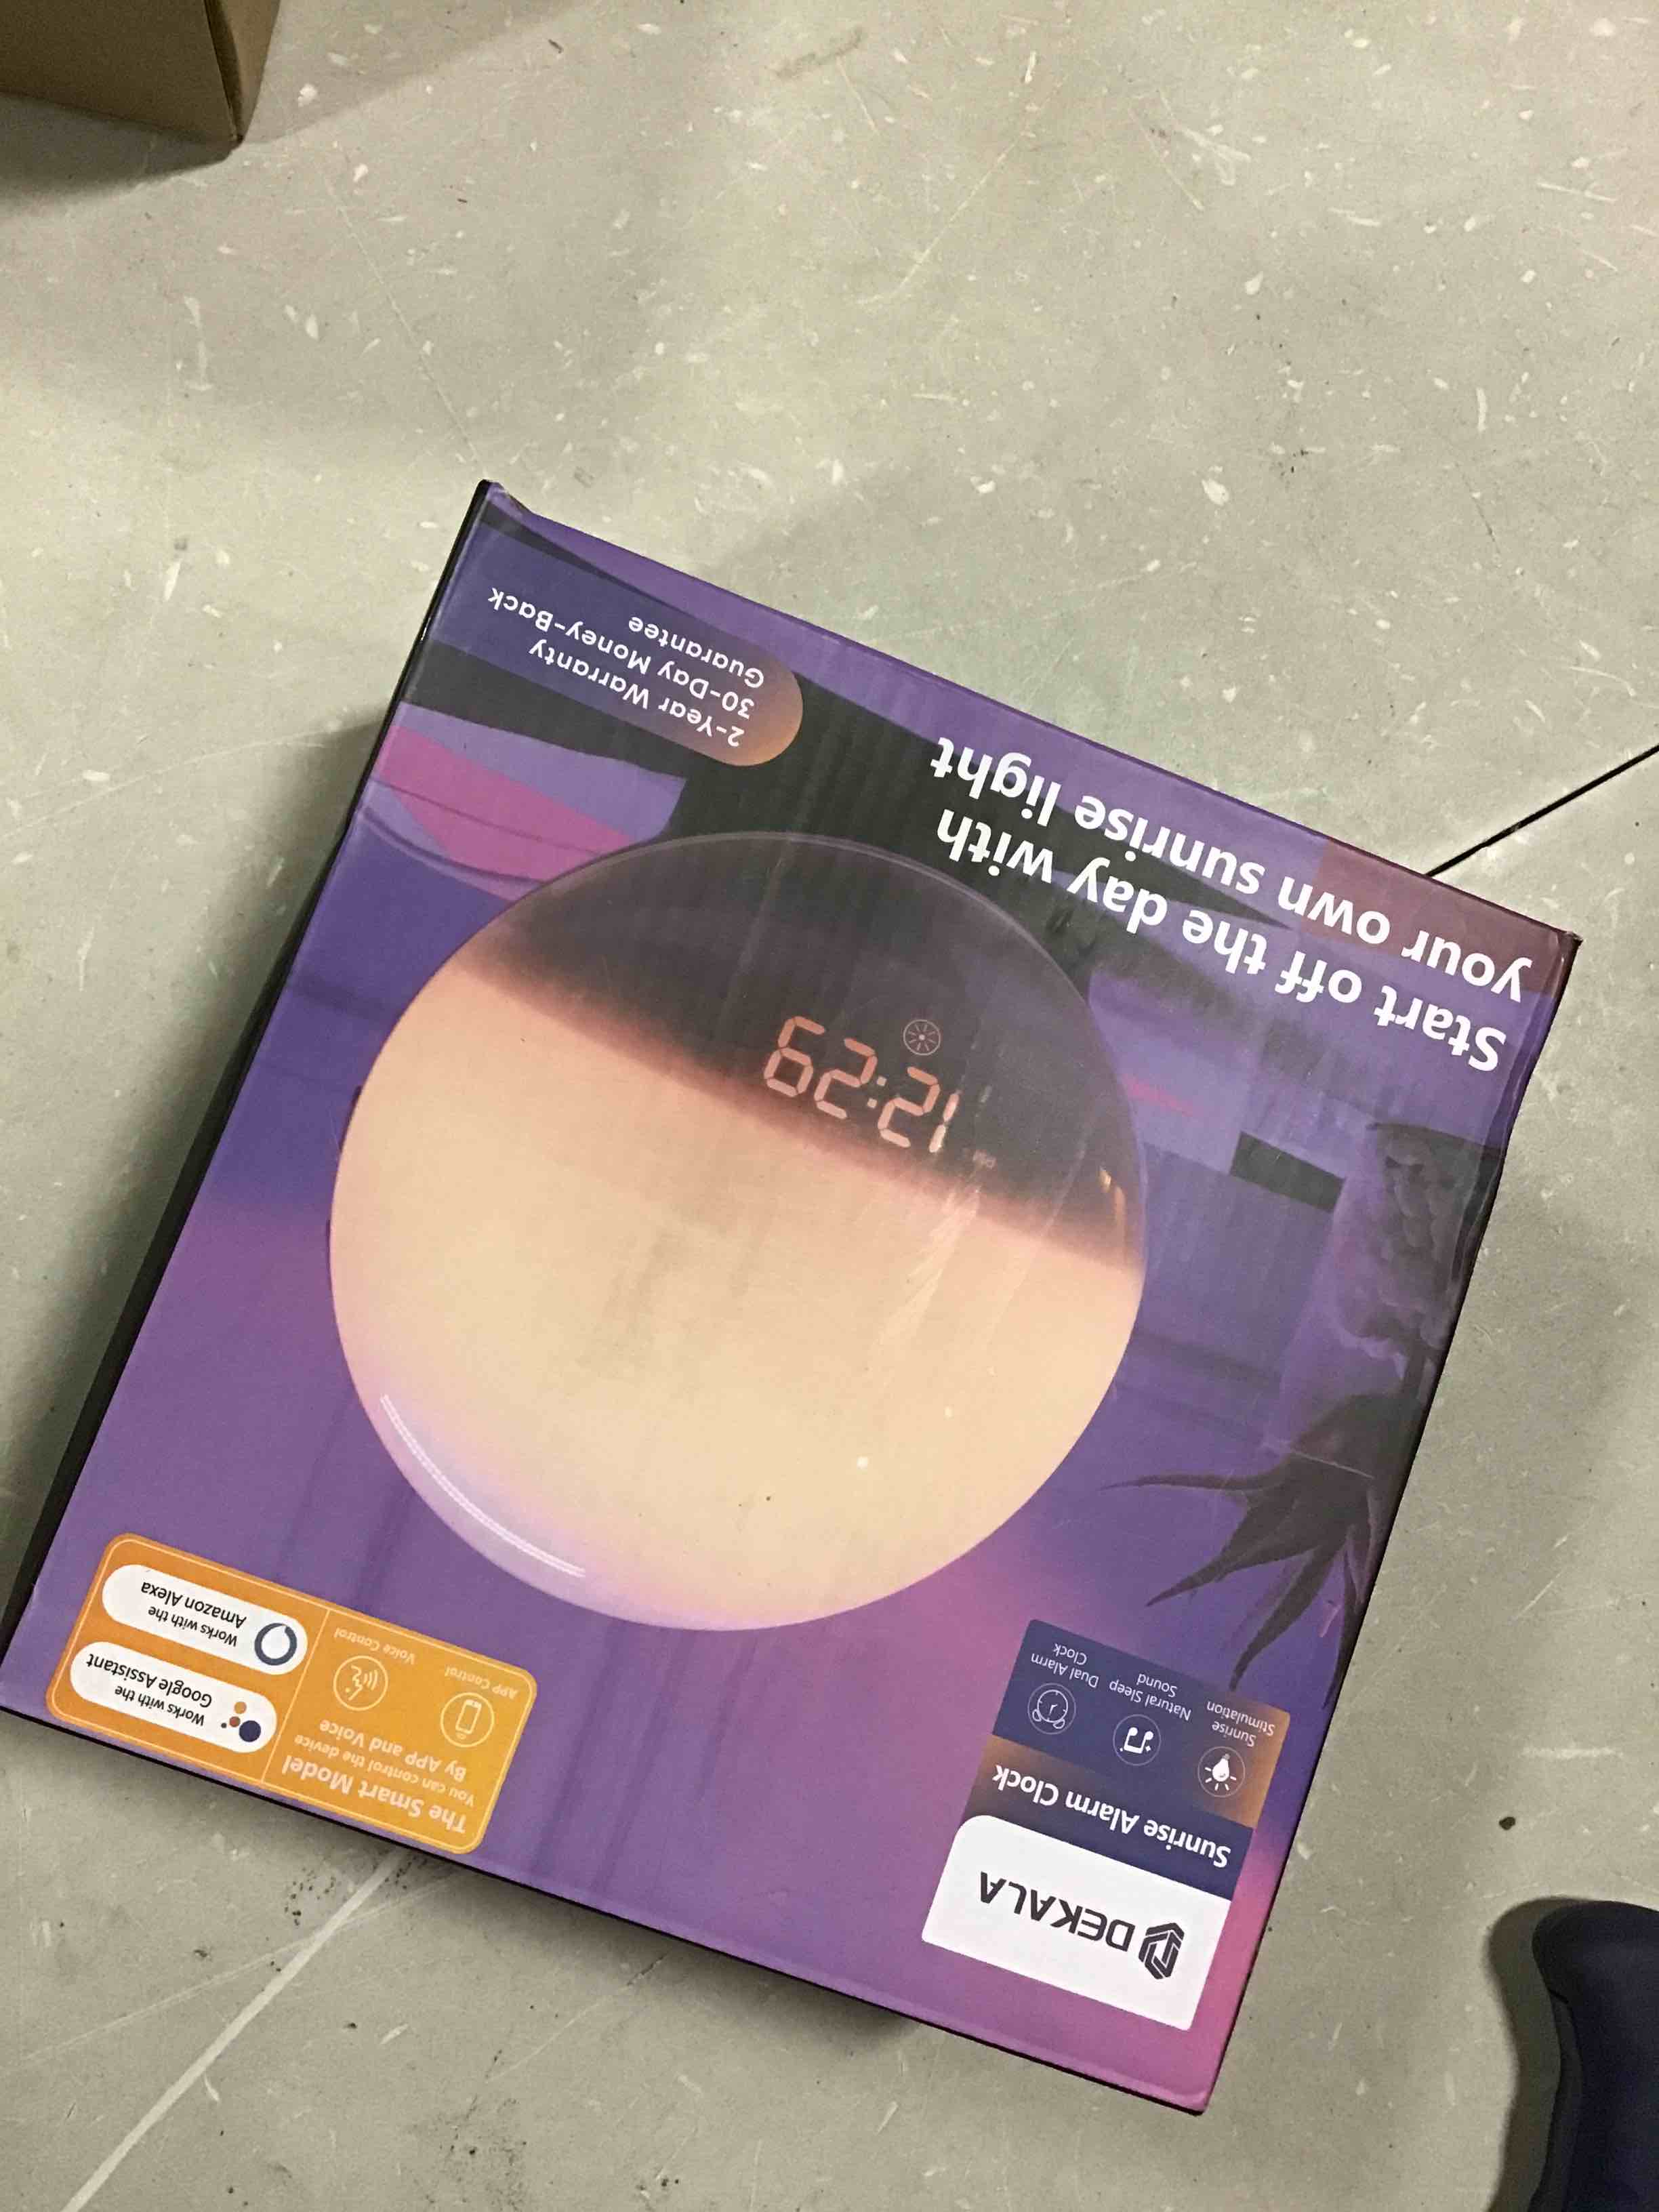 DEKALA
Sunrise Alarm Clock
Sunrise
Stimulation
Natural Sleep
Sound
Dual Alarm
Clock
The Smart Model
You can control the device
By APP and Voice
APP Control
Voice Control
Works with the
Google Assistant
Works with the
Amazon Alexa
12:29
Start off the day with
your own sunrise light
2-Year Warranty
30-Day Money-Back
Guarantee